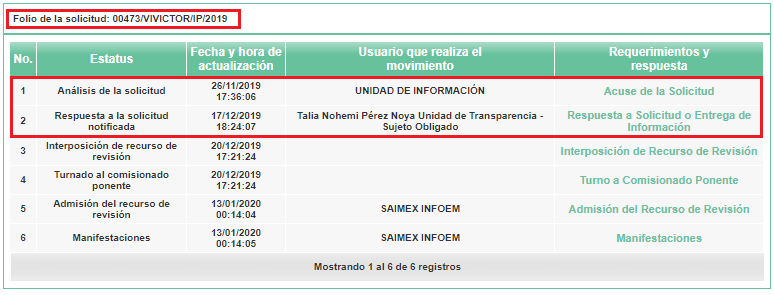 Folio de la solicitud: 00473/VIVICTOR/IP/2019
No. Estatus Fecha y hora de actualización Usuario que realiza el movimiento Requerimientos y respuesta
1 Análisis de la solicitud 26/11/2019 17:36:06 UNIDAD DE INFORMACIÓN Acuse de la Solicitud
2 Respuesta a la solicitud notificada 17/12/2019 18:24:07 Talia Nohemi Pérez Noya Unidad de Transparencia - Sujeto Obligado Respuesta a Solicitud o Entrega de Información
3 Interposición de recurso de revisión 20/12/2019 17:21:24 Interposición de Recurso de Revisión
4 Turnado al comisionado ponente 20/12/2019 17:21:24 Turno a Comisionado Ponente
5 Admisión del recurso de revisión 13/01/2020 00:14:04 SAIMEX INFOEM Admisión del Recurso de Revisión
6 Manifestaciones 13/01/2020 00:14:05 SAIMEX INFOEM Manifestaciones
Mostrando 1 al 6 de 6 registros